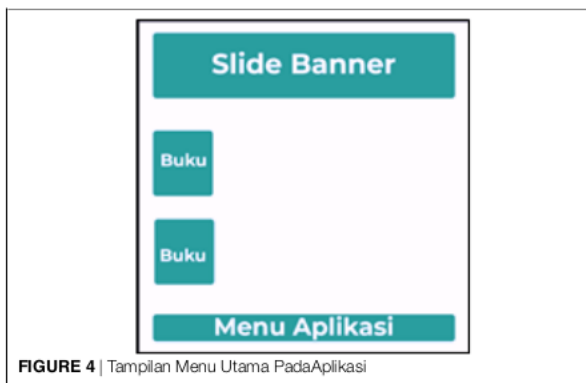 Slide Banner
Buku
Buku
Menu Aplikasi
FIGURE 4 | Tampilan Menu Utama PadaAplikasi